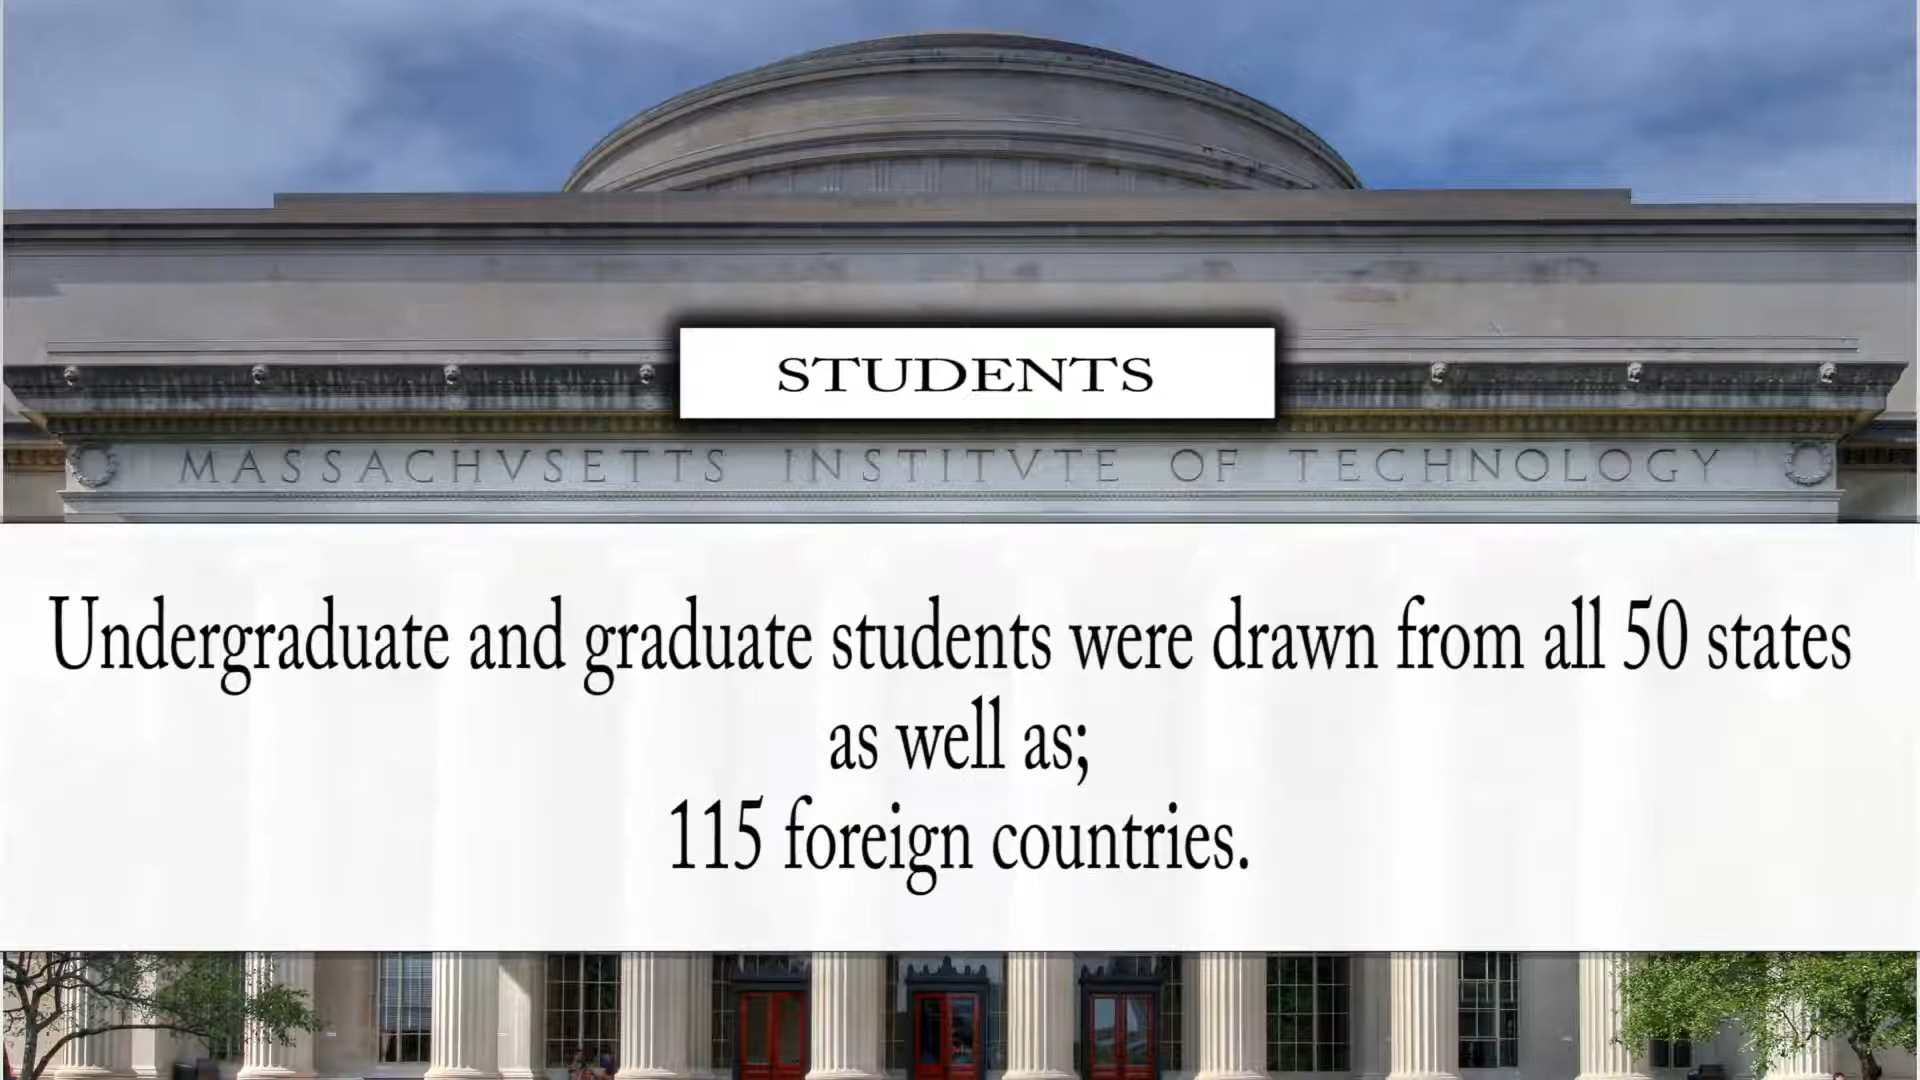 STUDENTS
MASSACHVSETTS INSTITVTE OF TECHNOLOGY
Undergraduate and graduate students were drawn from all 50 states
as well as;
115 foreign countries.